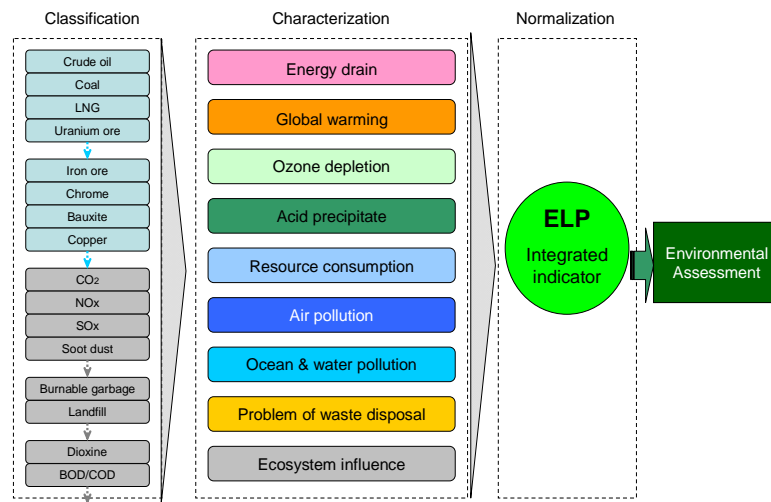 Classification
Characterization
Normalization
Crude oil
Coal
LNG
Uranium ore
Iron ore
Chrome
Bauxite
Copper
CO2
NOx
SOx
Soot dust
Burnable garbage
Landfill
Dioxine
BOD/COD
Energy drain
Global warming
Ozone depletion
Acid precipitate
Resource consumption
Air pollution
Ocean & water pollution
Problem of waste disposal
Ecosystem influence
ELP
Integrated
indicator
Environmental
Assessment